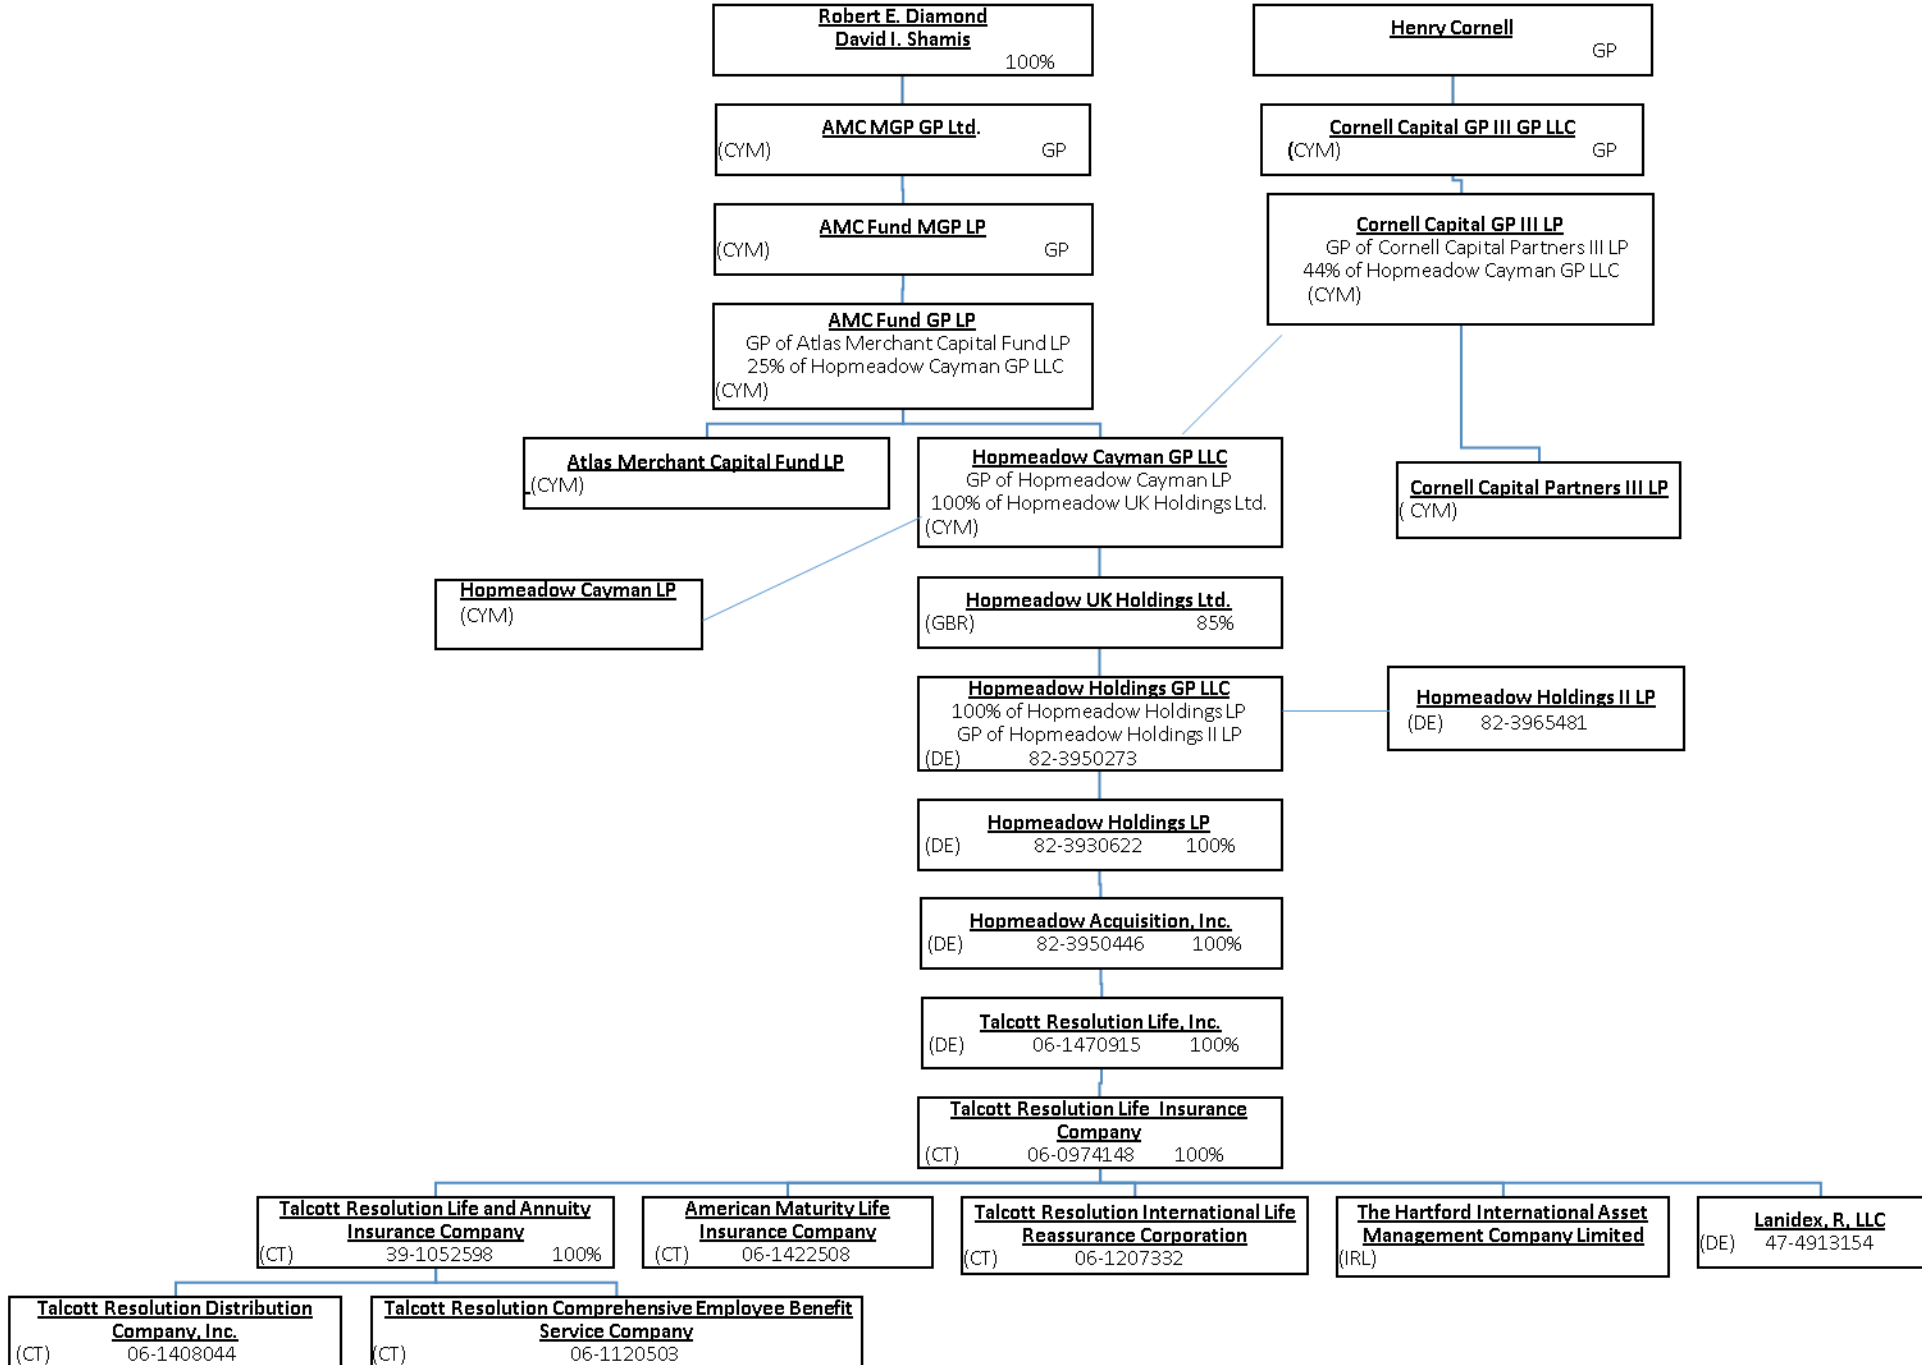 Robert E. Diamond
David I. Shamis
100%
Henry Cornell
GP
AMC MGP GP Ltd.
(CYM) GP
Cornell Capital GP III GP LLC
(CYM) GP
AMC Fund MGP LP
(CYM) GP
Cornell Capital GP III LP
GP of Cornell Capital Partners III LP
44% of Hopmeadow Cayman GP LLC
(CYM)
AMC Fund GP LP
GP of Atlas Merchant Capital Fund LP
25% of Hopmeadow Cayman GP LLC
(CYM)
Atlas Merchant Capital Fund LP
(CYM)
Hopmeadow Cayman GP LLC
GP of Hopmeadow Cayman LP
100% of Hopmeadow UK Holdings Ltd.
(CYM)
Cornell Capital Partners III LP
( CYM)
Hopmeadow Cayman LP
(CYM)
Hopmeadow UK Holdings Ltd.
(GBR) 85%
Hopmeadow Holdings GP LLC
100% of Hopmeadow Holdings LP
GP of Hopmeadow Holdings II LP
(DE) 82-3950273
Hopmeadow Holdings II LP
(DE) 82-3965481
Hopmeadow Holdings LP
(DE) 82-3930622 100%
Hopmeadow Acquisition, Inc.
(DE) 82-3950446 100%
Talcott Resolution Life, Inc.
(DE) 06-1470915 100%
Talcott Resolution Life Insurance
Company
(CT) 06-0974148 100%
Talcott Resolution Life and Annuity
Insurance Company
(CT) 39-1052598 100%
American Maturity Life
Insurance Company
(CT) 06-1422508
Talcott Resolution International Life
Reassurance Corporation
(CT) 06-1207332
The Hartford International Asset
Management Company Limited
(IRL)
Lanidex, R, LLC
(DE) 47-4913154
Talcott Resolution Distribution
Company, Inc.
(CT) 06-1408044
Talcott Resolution Comprehensive Employee Benefit
Service Company
(CT) 06-1120503